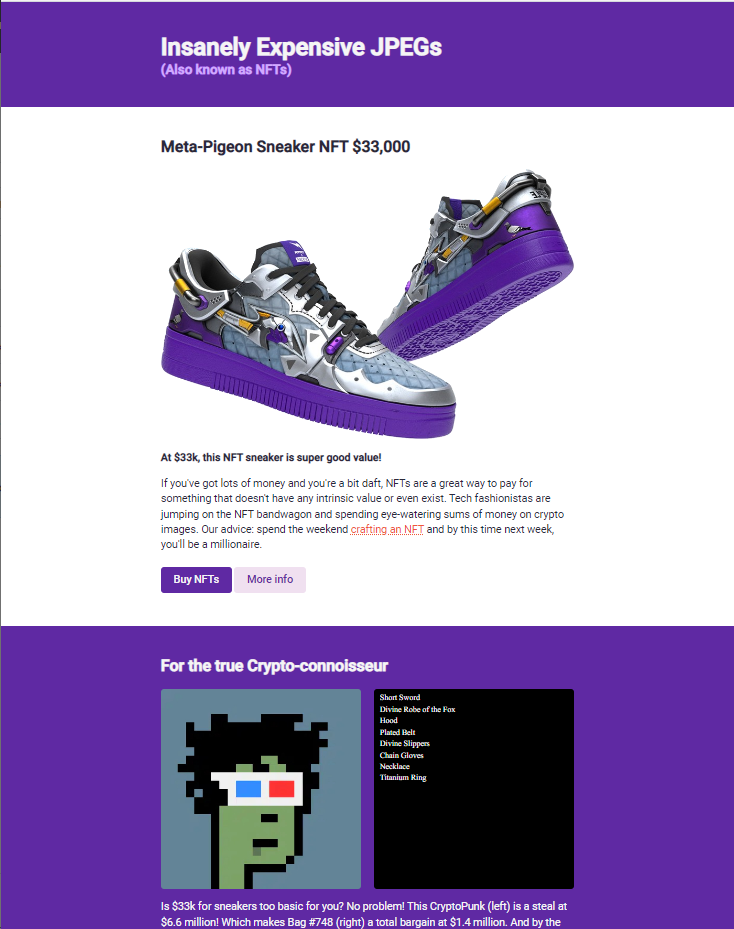 Insanely Expensive JPEGs
(Also known as NFTs)
Meta-Pigeon Sneaker NFT $33,000
At $33k, this NFT sneaker is super good value!
If you've got lots of money and you're a bit daft, NFTs are a great way to pay for
something that doesn't have any intrinsic value or even exist. Tech fashionistas are
jumping on the NFT bandwagon and spending eye-watering sums of money on crypto
images. Our advice: spend the weekend crafting an NFT and by this time next week,
you'll be a millionaire.
Buy NFTs
More info
For the true Crypto-connoisseur
Short Sword
Divine Robe of the Fox
Hood
Plated Belt
Divine Slippers
Chain Gloves
Necklace
Titanium Ring
Is $33k for sneakers too basic for you? No problem! This CryptoPunk (left) is a steal at
$6.6 million! Which makes Bag #748 (right) a total bargain at $1.4 million. And by the